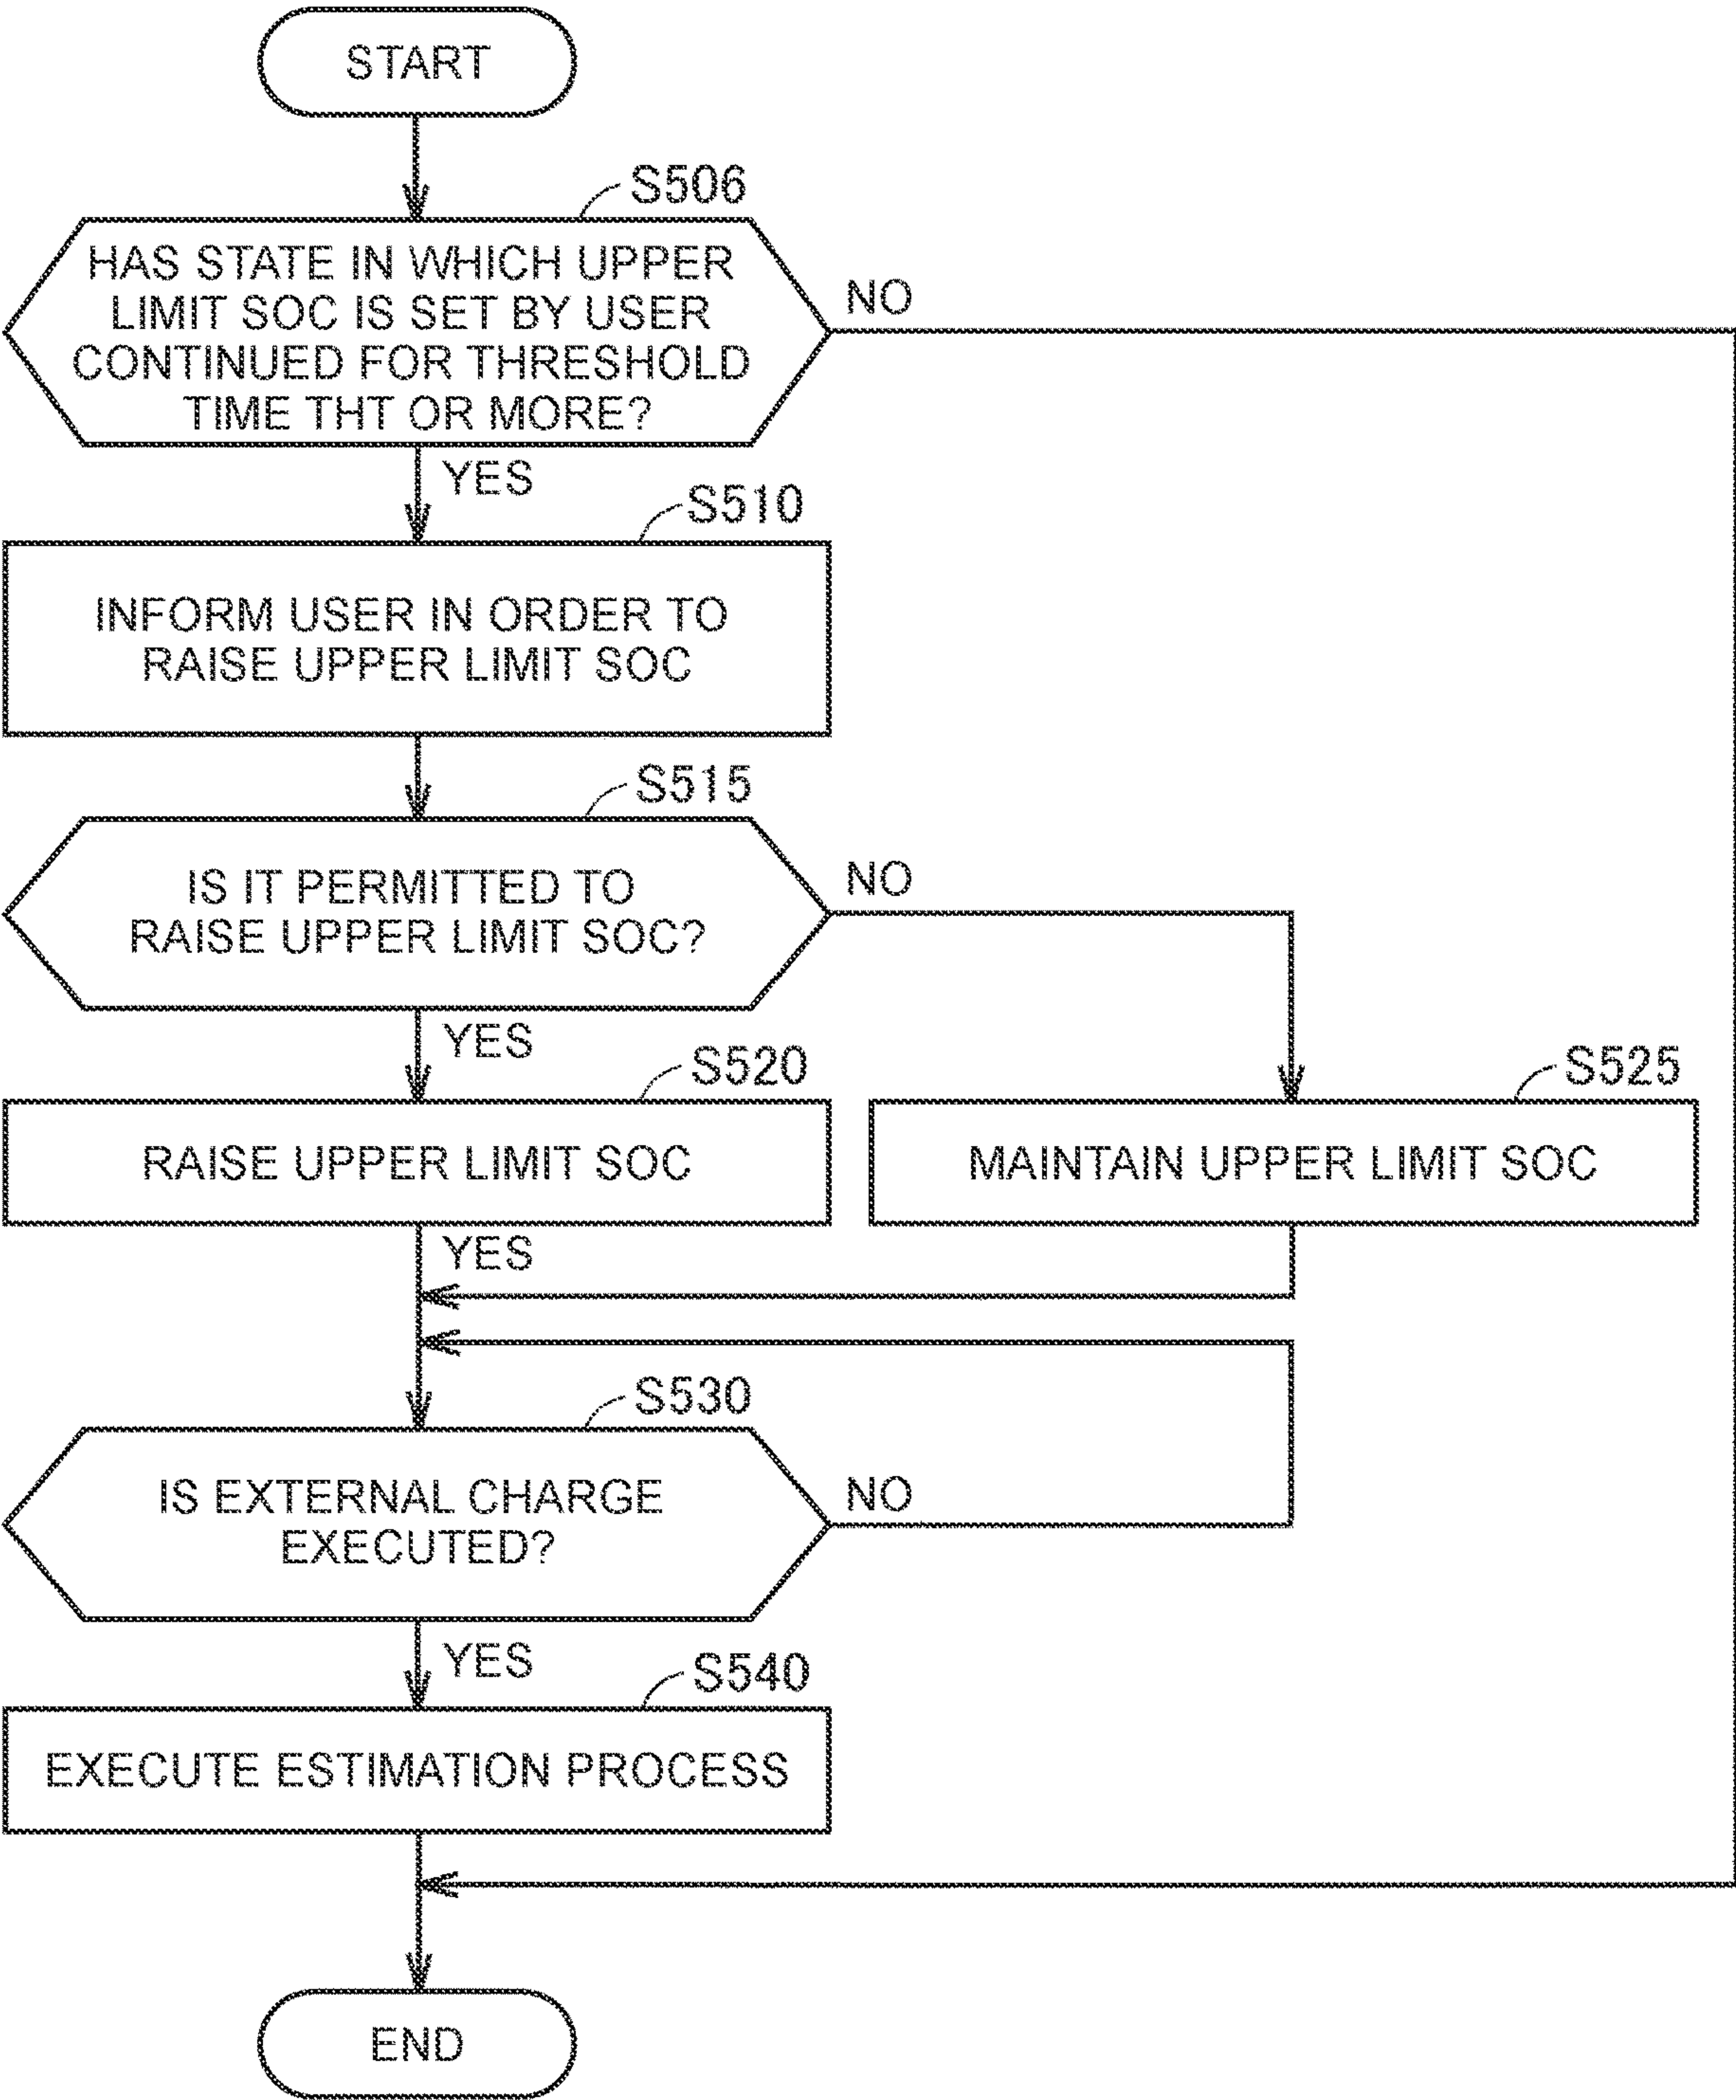 START
S506
HAS STATE IN WHICH UPPER
LIMIT SOC IS SET BY USER
CONTINUED FOR THRESHOLD
TIME THT OR MORE?
NO
YES
S510
INFORM USER IN ORDER TO
RAISE UPPER LIMIT SOC
S515
IS IT PERMITTED TO
RAISE UPPER LIMIT SOC?
NO
YES
S520
RAISE UPPER LIMIT SOC
S525
MAINTAIN UPPER LIMIT SOC
YES
S530
IS EXTERNAL CHARGE
EXECUTED?
NO
YES
S540
EXECUTE ESTIMATION PROCESS
END